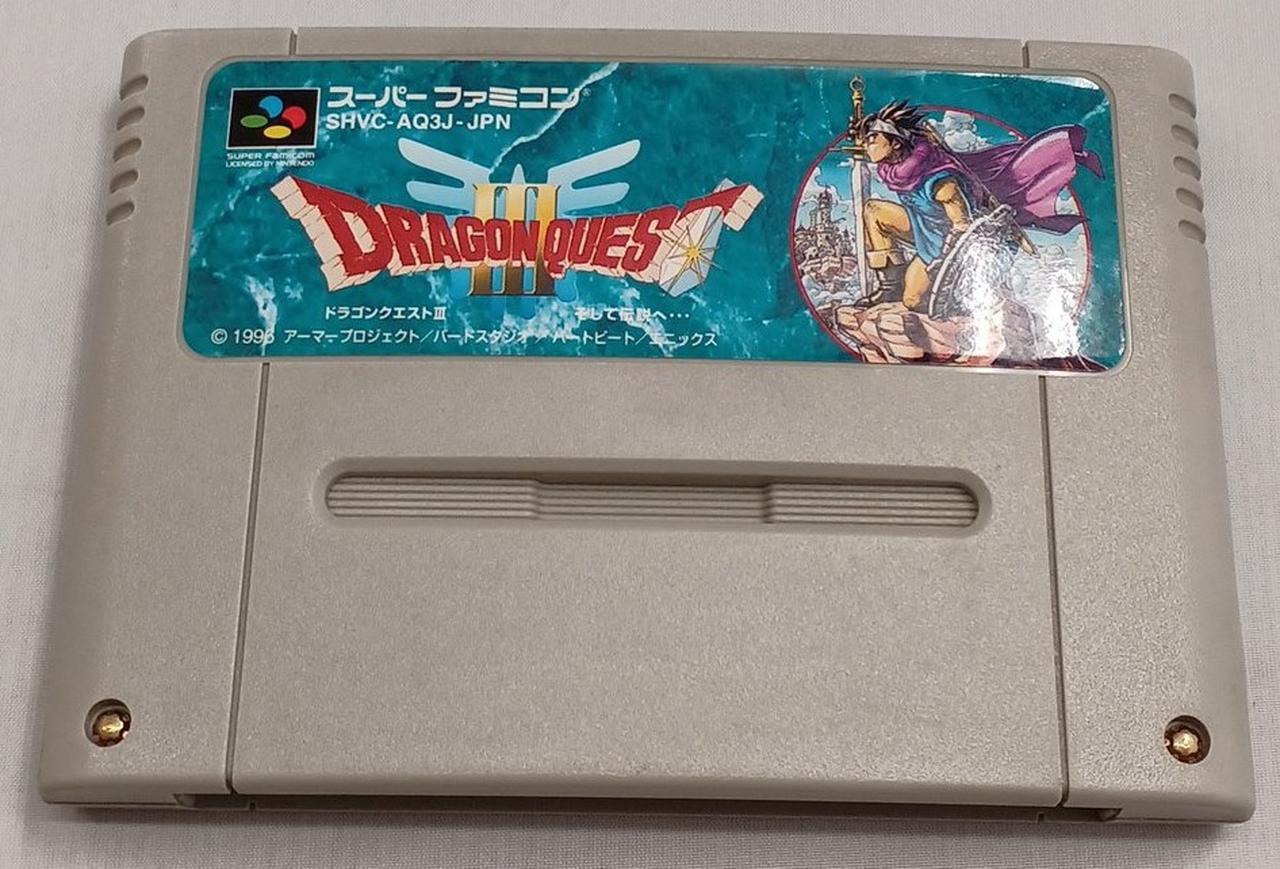 スーパーファミコン®
SHVC-AQ3J-JPN
SUPER FAMICOM
LICENSED BY NINTENDO
III
DRAGON QUEST
ドラゴンクエストIII そして伝説へ・・・
© 1996 アーマープロジェクト/バードスタジオ/ハートビート/エニックス